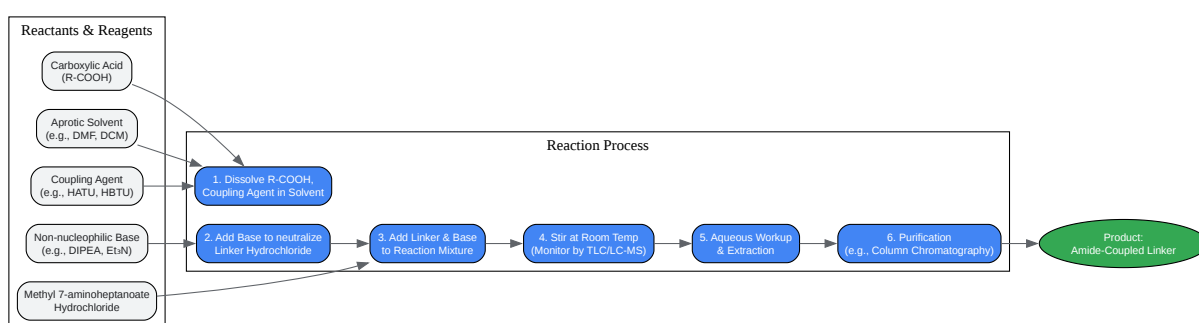 Reactants & Reagents
Carboxylic Acid
(R-COOH)
Aprotic Solvent
(e.g., DMF, DCM)
Coupling Agent
(e.g., HATU, HBTU)
Non-nucleophilic Base
(e.g., DIPEA, Et₃N)
Methyl 7-aminoheptanoate
Hydrochloride
Reaction Process
1. Dissolve R-COOH,
Coupling Agent in Solvent
2. Add Base to neutralize
Linker Hydrochloride
3. Add Linker & Base
to Reaction Mixture
4. Stir at Room Temp
(Monitor by TLC/LC-MS)
5. Aqueous Workup
& Extraction
6. Purification
(e.g., Column Chromatography)
Product:
Amide-Coupled Linker